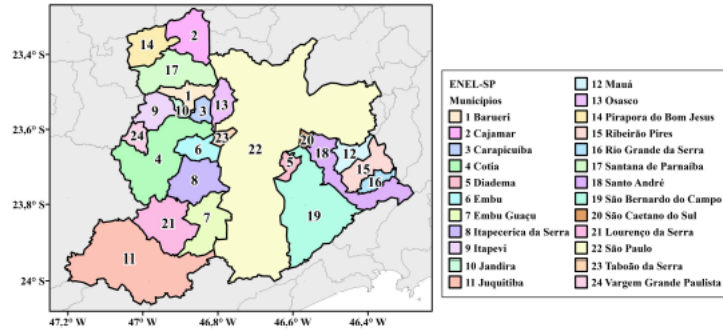 23,4° S
23,6° S
23,8° S
24° S
47,2° W
47° W
46,8° W
46,6° W
46,4° W
14
2
17
1
9
10
3
13
24
23
4
6
22
5
20
18
12
15
16
8
19
21
7
11
ENEL-SP
Municípios
1 Barueri
2 Cajamar
3 Carapicuíba
4 Cotia
5 Diadema
6 Embu
7 Embu Guaçu
8 Itapecerica da Serra
9 Itapevi
10 Jandira
11 Juquitiba
12 Mauá
13 Osasco
14 Pirapora do Bom Jesus
15 Ribeirão Pires
16 Rio Grande da Serra
17 Santana de Parnaíba
18 Santo André
19 São Bernardo do Campo
20 São Caetano do Sul
21 Lourenço da Serra
22 São Paulo
23 Taboão da Serra
24 Vargem Grande Paulista